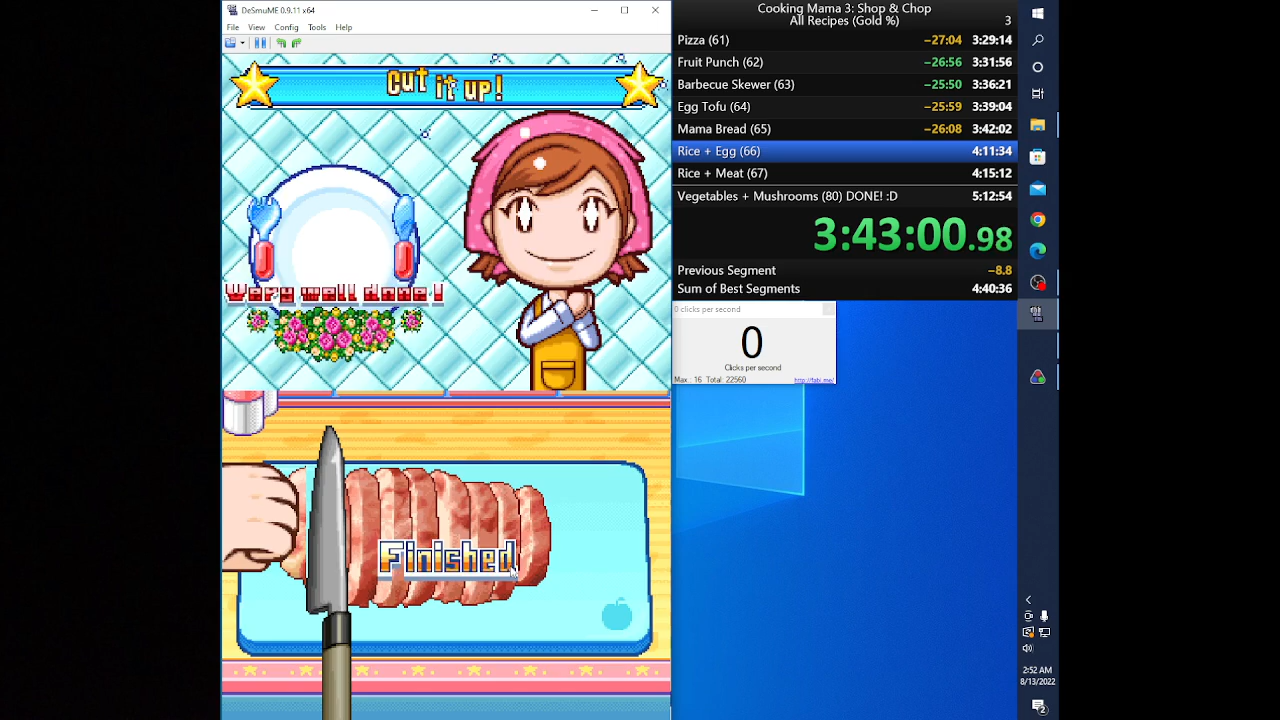 DeSmuME 0.9.11 x64
File View Config Tools Help
Cut it up!
Very well done!
Finished
Cooking Mama 3: Shop & Chop
All Recipes (Gold %) 3
Pizza (61) −27:04 3:29:14
Fruit Punch (62) −26:56 3:31:56
Barbecue Skewer (63) −25:50 3:36:21
Egg Tofu (64) −25:59 3:39:04
Mama Bread (65) −26:08 3:42:02
Rice + Egg (66) 4:11:34
Rice + Meat (67) 4:15:12
Vegetables + Mushrooms (80) DONE! :D 5:12:54
3:43:00.98
Previous Segment −8.8
Sum of Best Segments 4:40:36
0 clicks per second
0
Clicks per second
Max.: 16 Total: 22560 http://fabi.me/
2:52 AM
8/13/2022
2